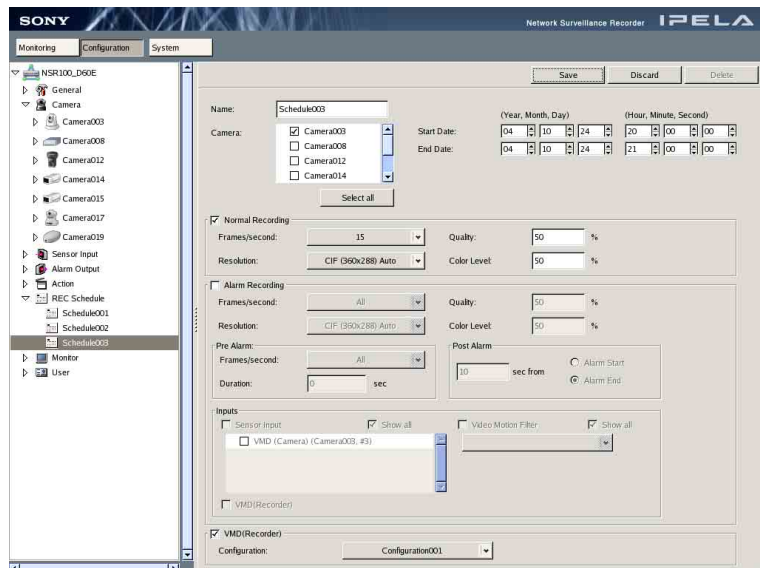 SONY
Network Surveillance Recorder IPELA
Monitoring Configuration System
NSR100_D60E
General
Camera
Camera003
Camera008
Camera012
Camera014
Camera015
Camera017
Camera019
Sensor Input
Alarm Output
Action
REC Schedule
Schedule001
Schedule002
Schedule003
Monitor
User
Save Discard Delete
Name: Schedule003
(Year, Month, Day) (Hour, Minute, Second)
Camera: Camera003 Start Date: 04 10 24 20 00 00
Camera008 End Date: 04 10 24 21 00 00
Camera012
Camera014
Select all
Normal Recording
Frames/second: 15 Quality: 50 %
Resolution: CIF (360x288) Auto Color Level: 50 %
Alarm Recording
Frames/second: All Quality: 50 %
Resolution: CIF (360x288) Auto Color Level: 50 %
Pre Alarm: Post Alarm
Frames/second: All 10 sec from Alarm Start
Duration: 0 sec Alarm End
Inputs
Sensor Input Show all Video Motion Filter Show all
VMD (Camera) (Camera003, #3)
VMD(Recorder)
VMD(Recorder)
Configuration: Configuration001